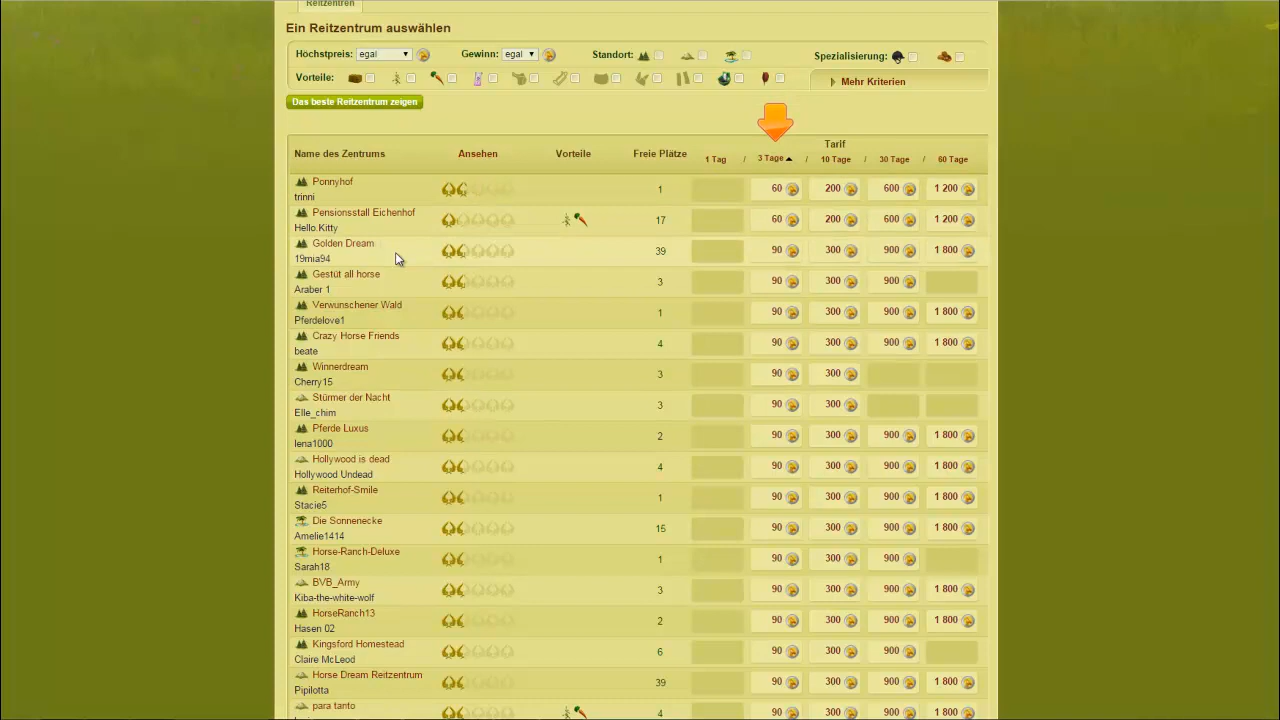 Reitzentren
Ein Reitzentrum auswählen
Höchstpreis: egal Gewinn: egal Standort: Spezialisierung:
Vorteile: Mehr Kriterien
Das beste Reitzentrum zeigen
Name des Zentrums Ansehen Vorteile Freie Plätze Tarif
1 Tag / 3 Tage / 10 Tage / 30 Tage / 60 Tage
Ponnyhof
trinni 1 60 200 600 1 200
Pensionsstall Eichenhof
Hello.Kitty 17 60 200 600 1 200
Golden Dream
19mia94 39 90 300 900 1 800
Gestüt all horse
Araber 1 3 90 300 900
Verwunschener Wald
Pferdelove1 1 90 300 900 1 800
Crazy Horse Friends
beate 4 90 300 900 1 800
Winnerdream
Cherry15 3 90 300
Stürmer der Nacht
Elle_chim 3 90 300
Pferde Luxus
lena1000 2 90 300 900 1 800
Hollywood is dead
Hollywood Undead 4 90 300 900 1 800
Reiterhof-Smile
Stacie5 1 90 300 900 1 800
Die Sonnenecke
Amelie1414 15 90 300 900 1 800
Horse-Ranch-Deluxe
Sarah18 1 90 300 900
BVB_Army
Kiba-the-white-wolf 3 90 300 900 1 800
HorseRanch13
Hasen 02 2 90 300 900 1 800
Kingsford Homestead
Claire McLeod 6 90 300 900
Horse Dream Reitzentrum
Pipilotta 39 90 300 900 1 800
para tanto
4 90 300 900 1 800